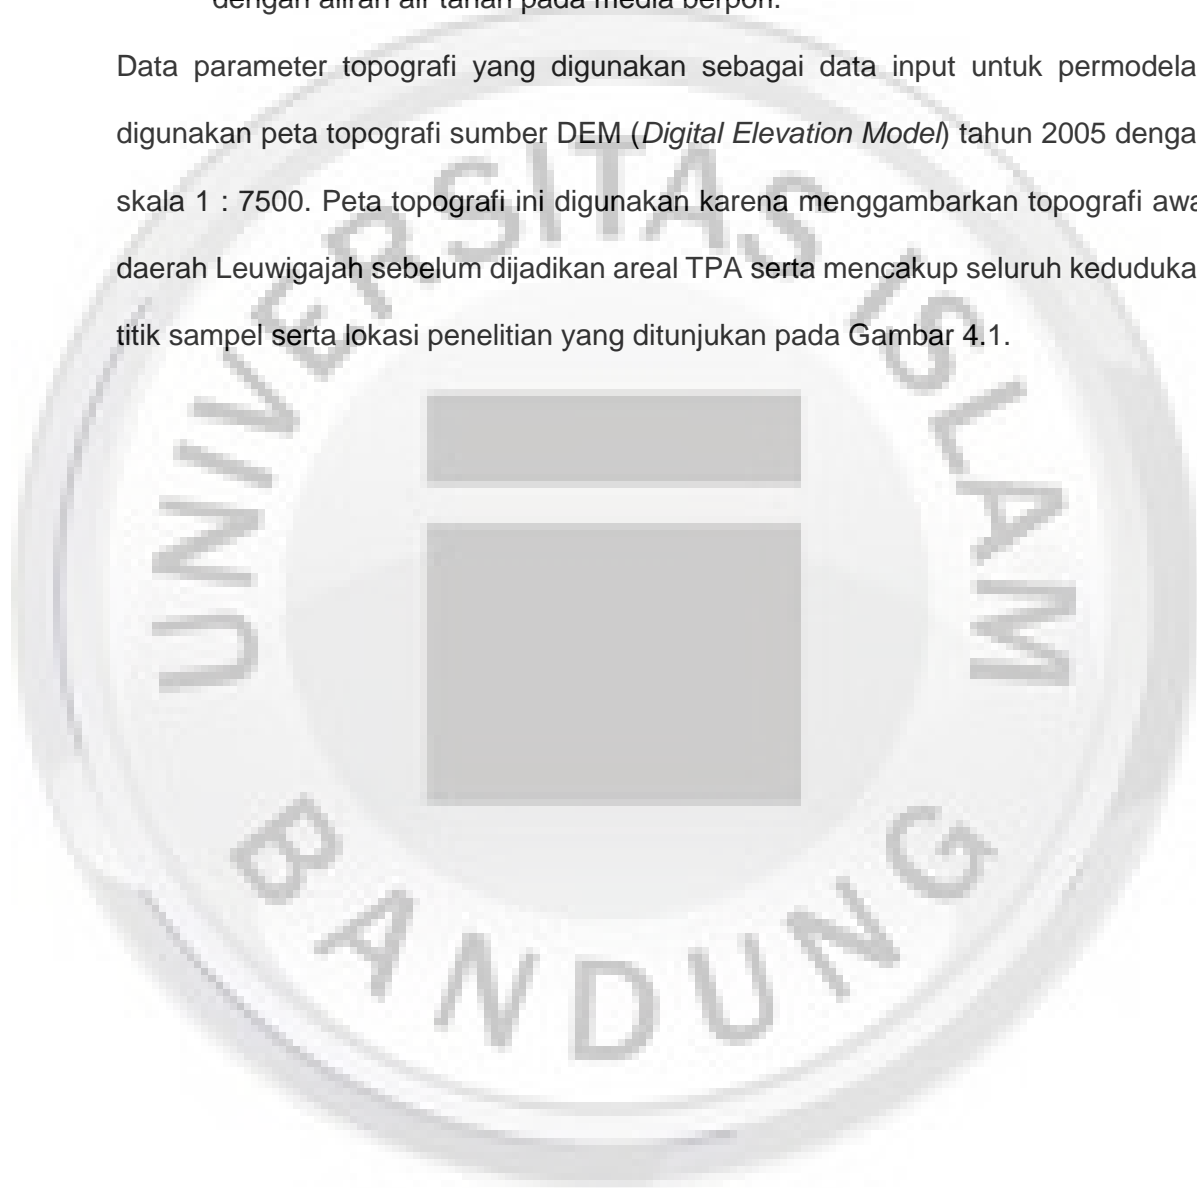 dengan aliran air tanah pada media berpori.
Data parameter topografi yang digunakan sebagai data input untuk permodela
digunakan peta topografi sumber DEM (Digital Elevation Model) tahun 2005 denga
skala 1 : 7500. Peta topografi ini digunakan karena menggambarkan topografi awa
daerah Leuwigajah sebelum dijadikan areal TPA serta mencakup seluruh keduduka
titik sampel serta lokasi penelitian yang ditunjukan pada Gambar 4.1.
UNIVERSITAS ISLAM
BANDUNG